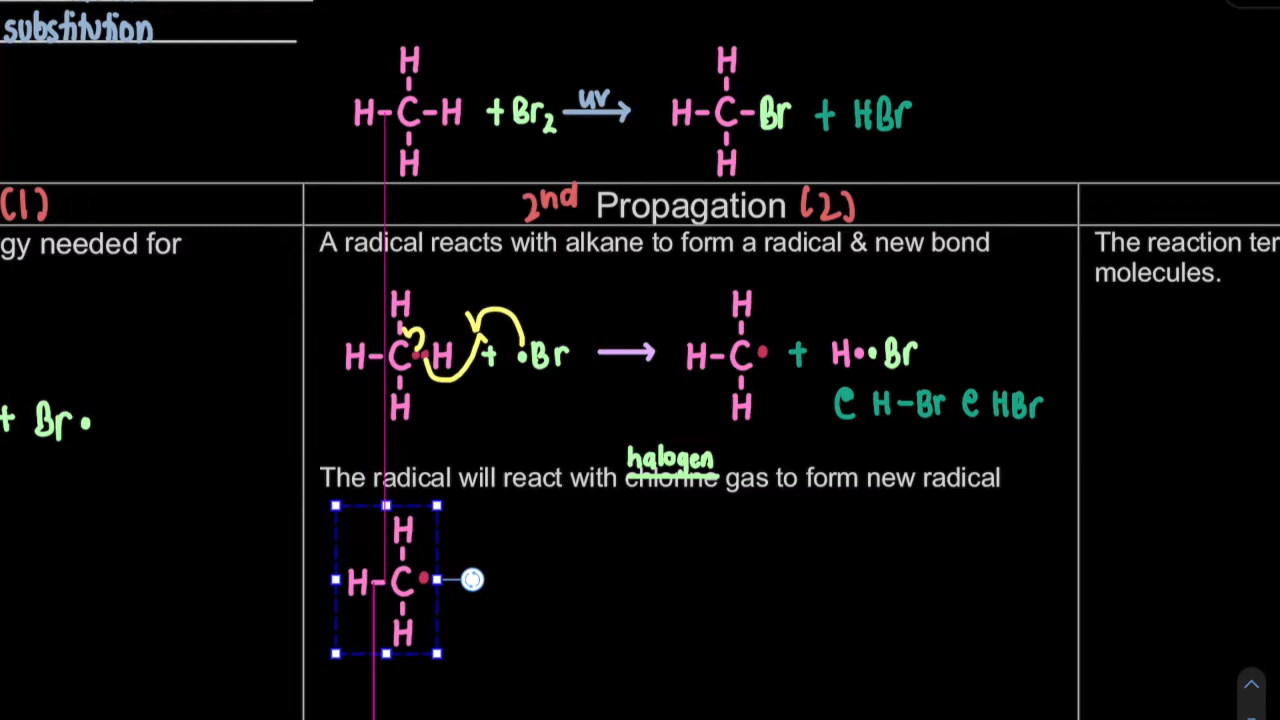 substitution
H
H-C-H + Br2 uv → H-C-Br + HBr
H
H
H
(1)
2nd Propagation (2)
gy needed for
A radical reacts with alkane to form a radical & new bond
The reaction ter
molecules.
H
H
H-C••H + •Br → H-C• + H••Br
H
H
@ H-Br @ HBr
+ Br•
halogen
The radical will react with chlorine gas to form new radical
H
H-C•
H